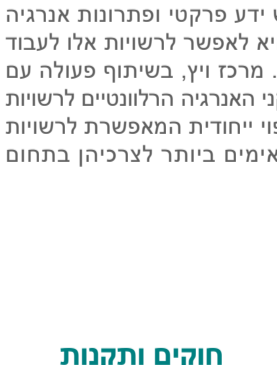 ידע פרקטי ופתרונות אנרגיה
יא לאפשר לרשויות אלו לעבוד
. מרכז ויץ, בשיתוף פעולה עם
ני האנרגיה הרלוונטיים לרשויות
פוי ייחודית המאפשרת לרשויות
אימים ביותר לצרכיהן בתחום
חוקים ותקנות